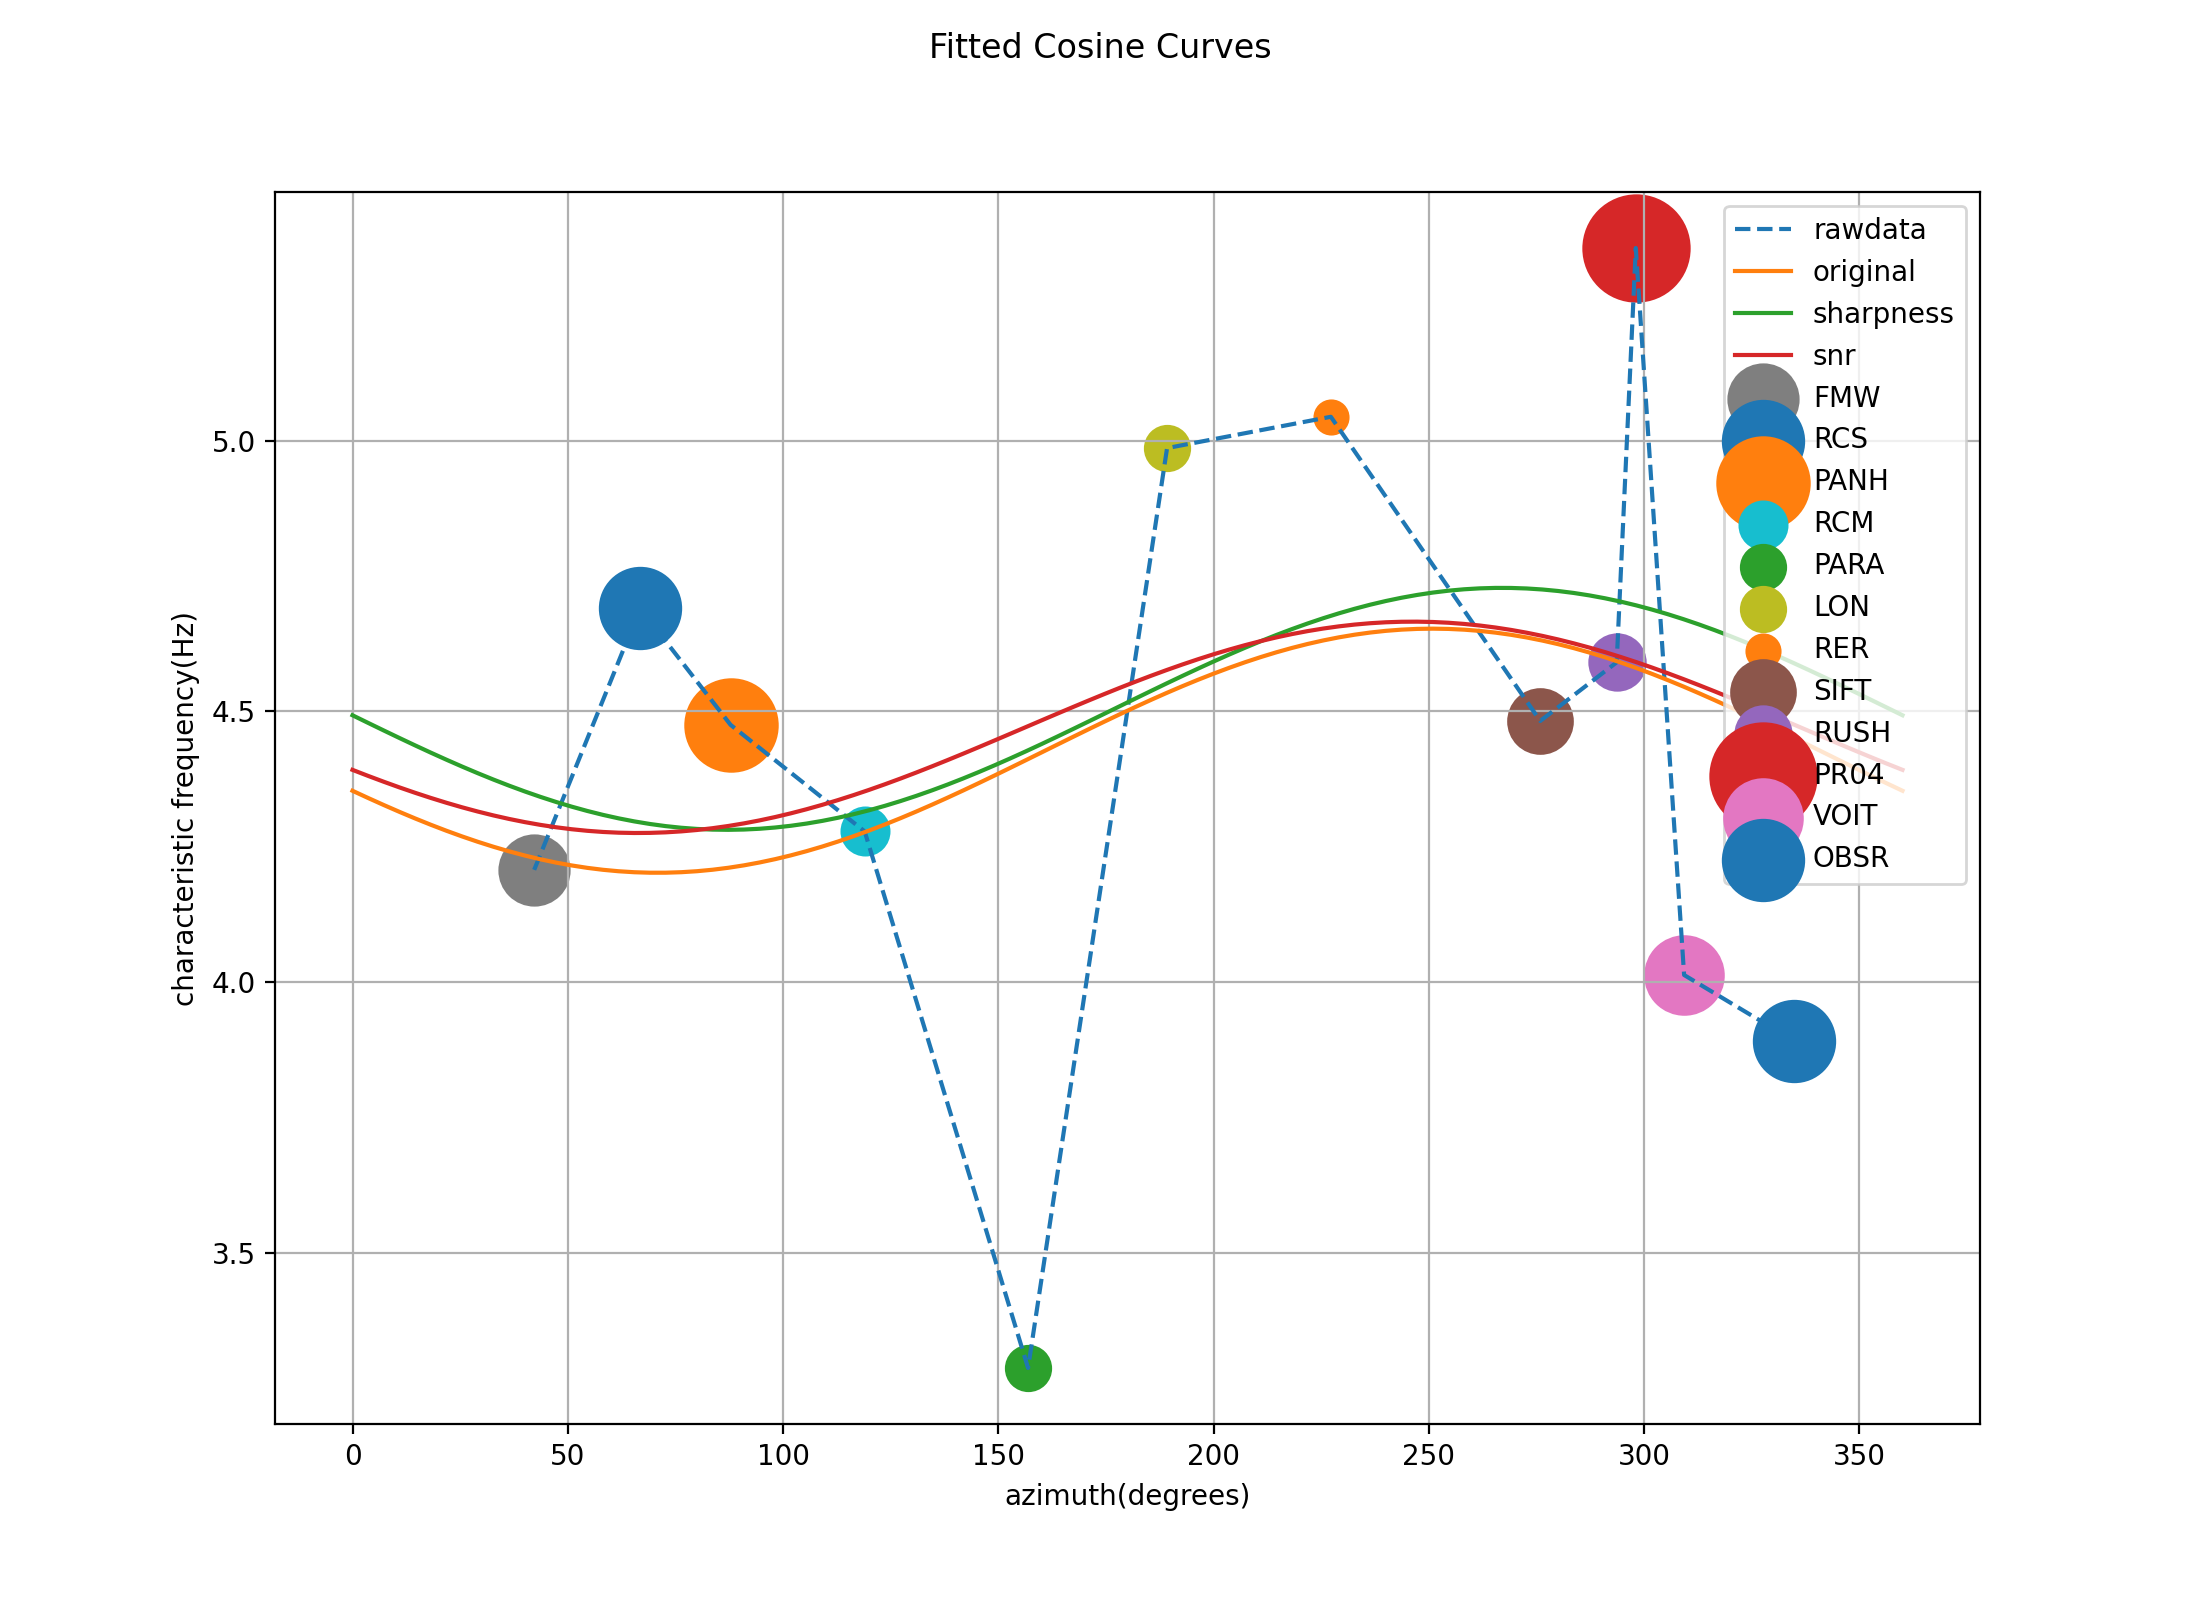 Fitted Cosine Curves
characteristic frequency(Hz)
5.0
4.5
4.0
3.5
0 50 100 150 200 250 300 350
azimuth(degrees)
rawdata
original
sharpness
snr
FMW
RCS
PANH
RCM
PARA
LON
RER
SIFT
RUSH
PR04
VOIT
OBSR